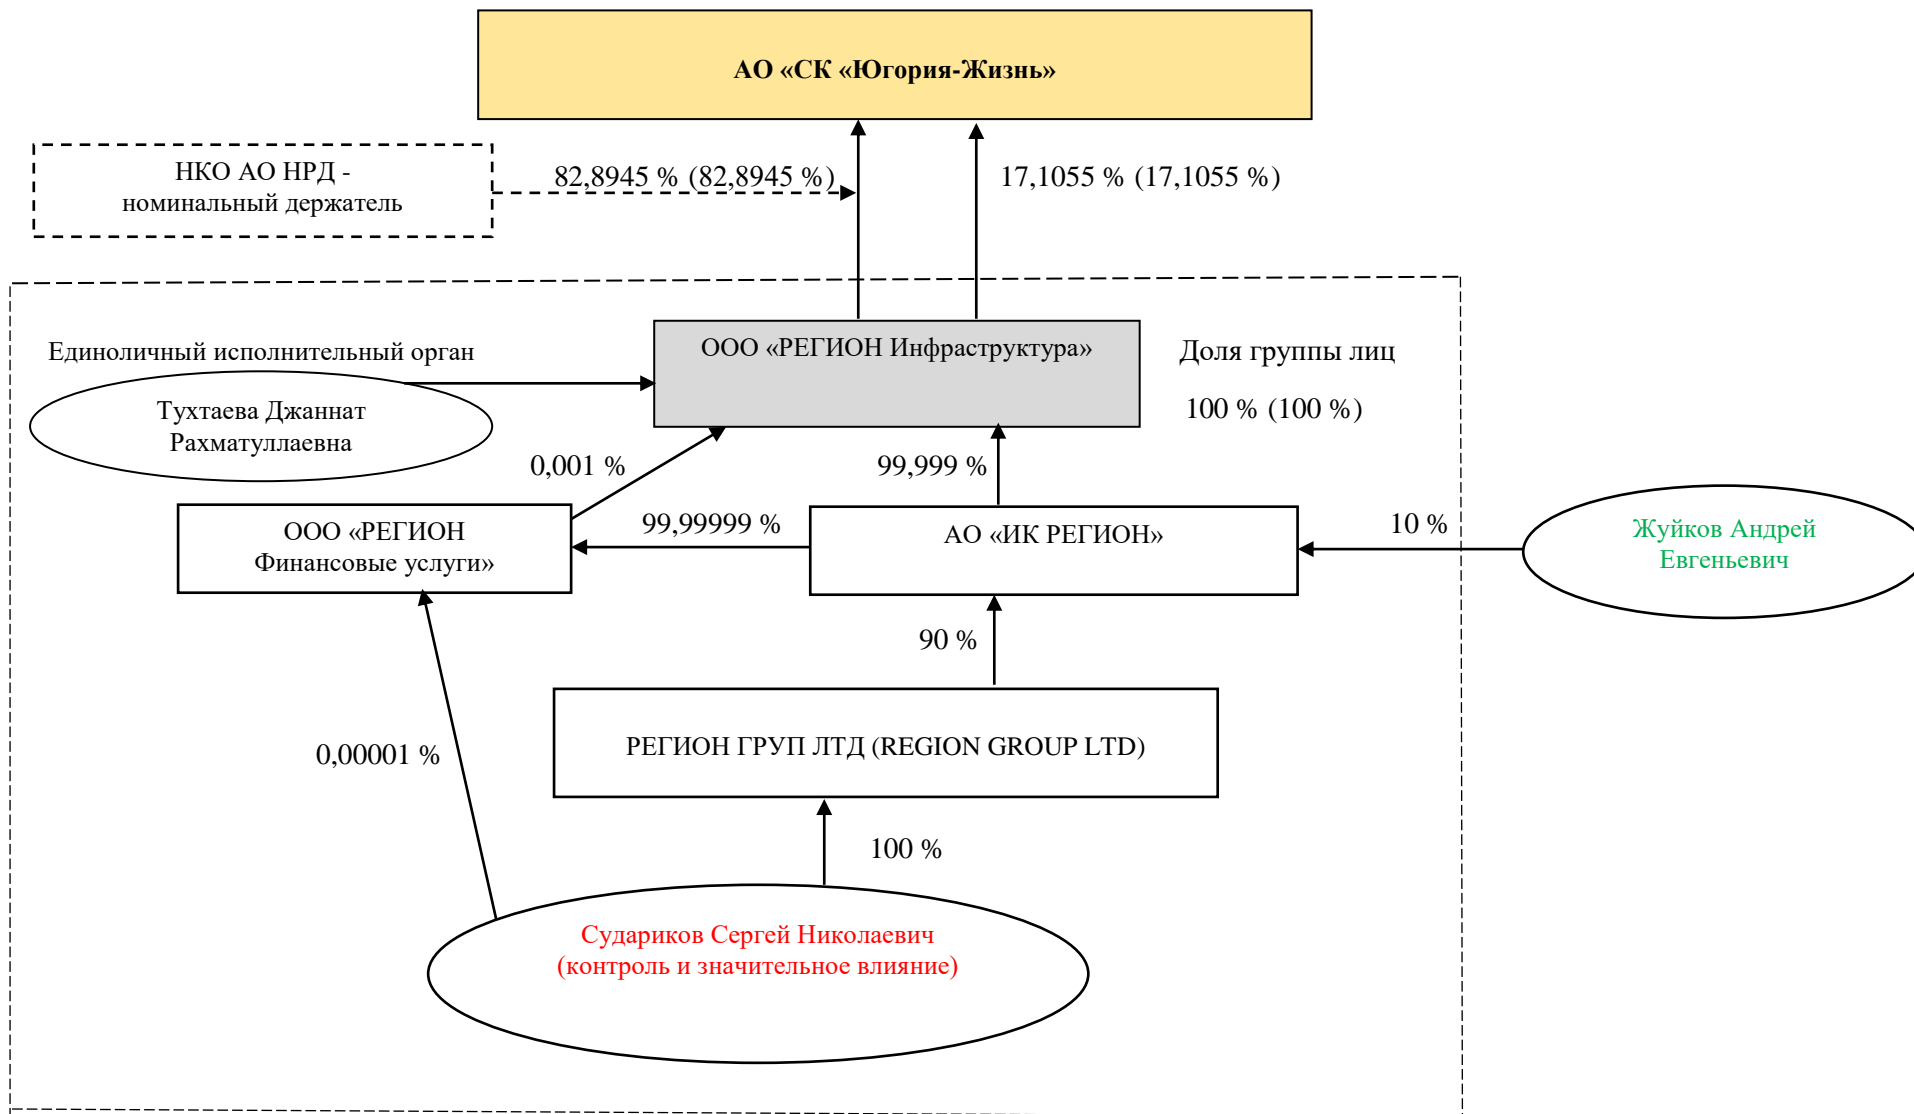 АО «СК «Югория-Жизнь»
НКО АО НРД -
номинальный держатель
82,8945 % (82,8945 %)
17,1055 % (17,1055 %)
Единоличный исполнительный орган
ООО «РЕГИОН Инфраструктура»
Доля группы лиц
100 % (100 %)
Тухтаева Джаннат
Рахматуллаевна
0,001 %
99,999 %
ООО «РЕГИОН
Финансовые услуги»
99,99999 %
АО «ИК РЕГИОН»
10 %
Жуйков Андрей
Евгеньевич
90 %
РЕГИОН ГРУП ЛТД (REGION GROUP LTD)
0,00001 %
100 %
Судариков Сергей Николаевич
(контроль и значительное влияние)